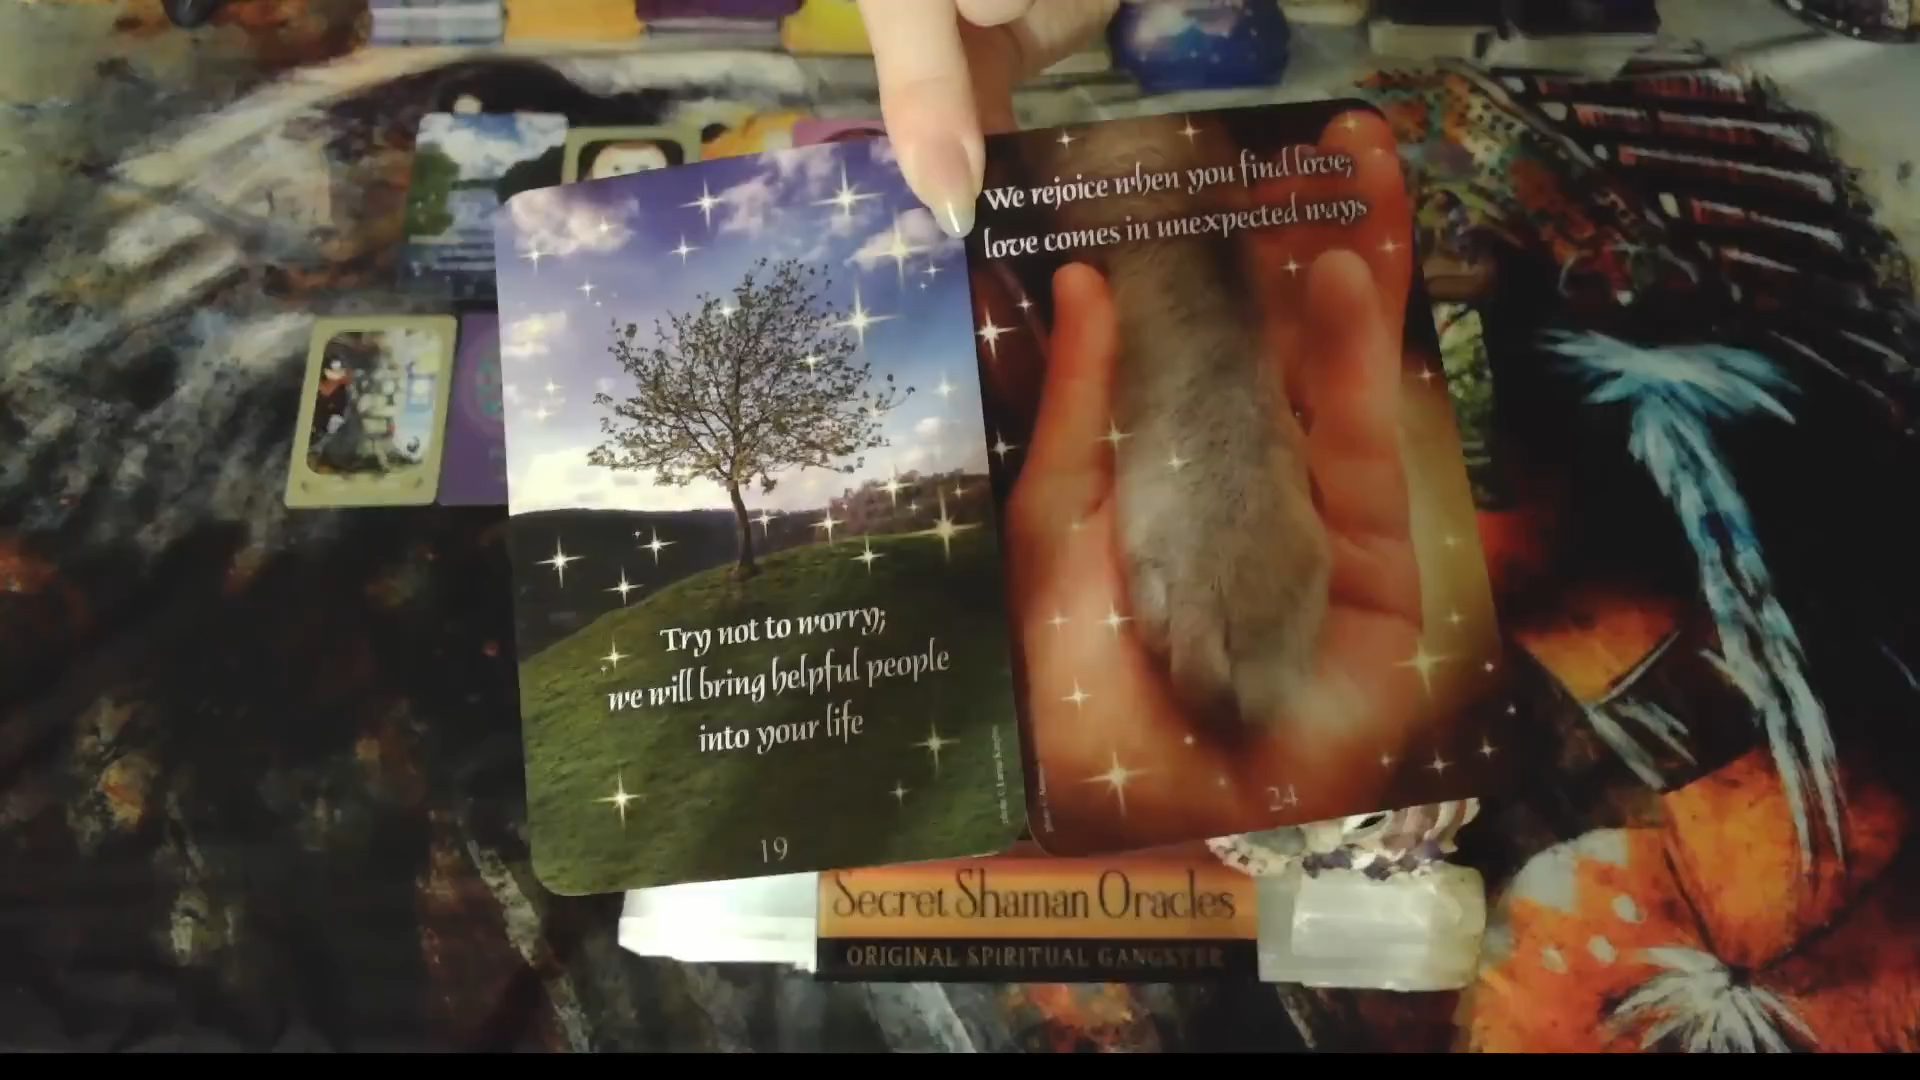 Try not to worry;
we will bring helpful people
into your life
19
We rejoice when you find love;
love comes in unexpected ways
24
Secret Shaman Oracles
ORIGINAL SPIRITUAL GANGSTER